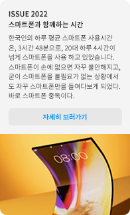 ISSUE 2022
스마트폰과 함께하는 시간
한국인의 하루 평균 스마트폰 사용시간
은, 3시간 43분으로, 20대 하루 4시간이
넘게 스마트폰을 사용 하고 있었습니다.
스마트폰이 손에 없으면 자꾸 불안해지고,
굳이 스마트폰을 볼필요가 없는 상황에서
도 자꾸 스마트폰만을 들여다보게 되었다.
바로 스마트폰 중독이다.
자세히 보러가기
08:00